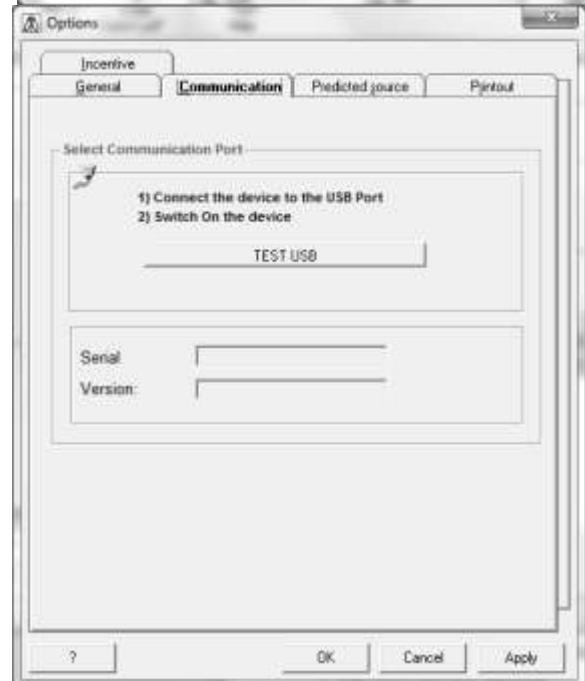 Options
Incentive
General Communication Predicted source Printout
Select Communication Port
1) Connect the device to the USB Port
2) Switch On the device
TEST USB
Serial
Version:
? OK Cancel Apply